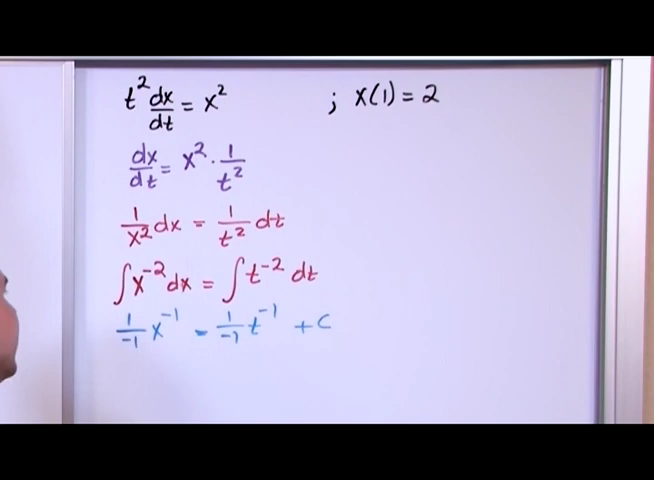 t² dx/dt = x² ; x(1) = 2
dx/dt = x² · 1/t²
1/x² dx = 1/t² dt
∫x⁻² dx = ∫t⁻² dt
1/-1 x⁻¹ = 1/-1 t⁻¹ + C